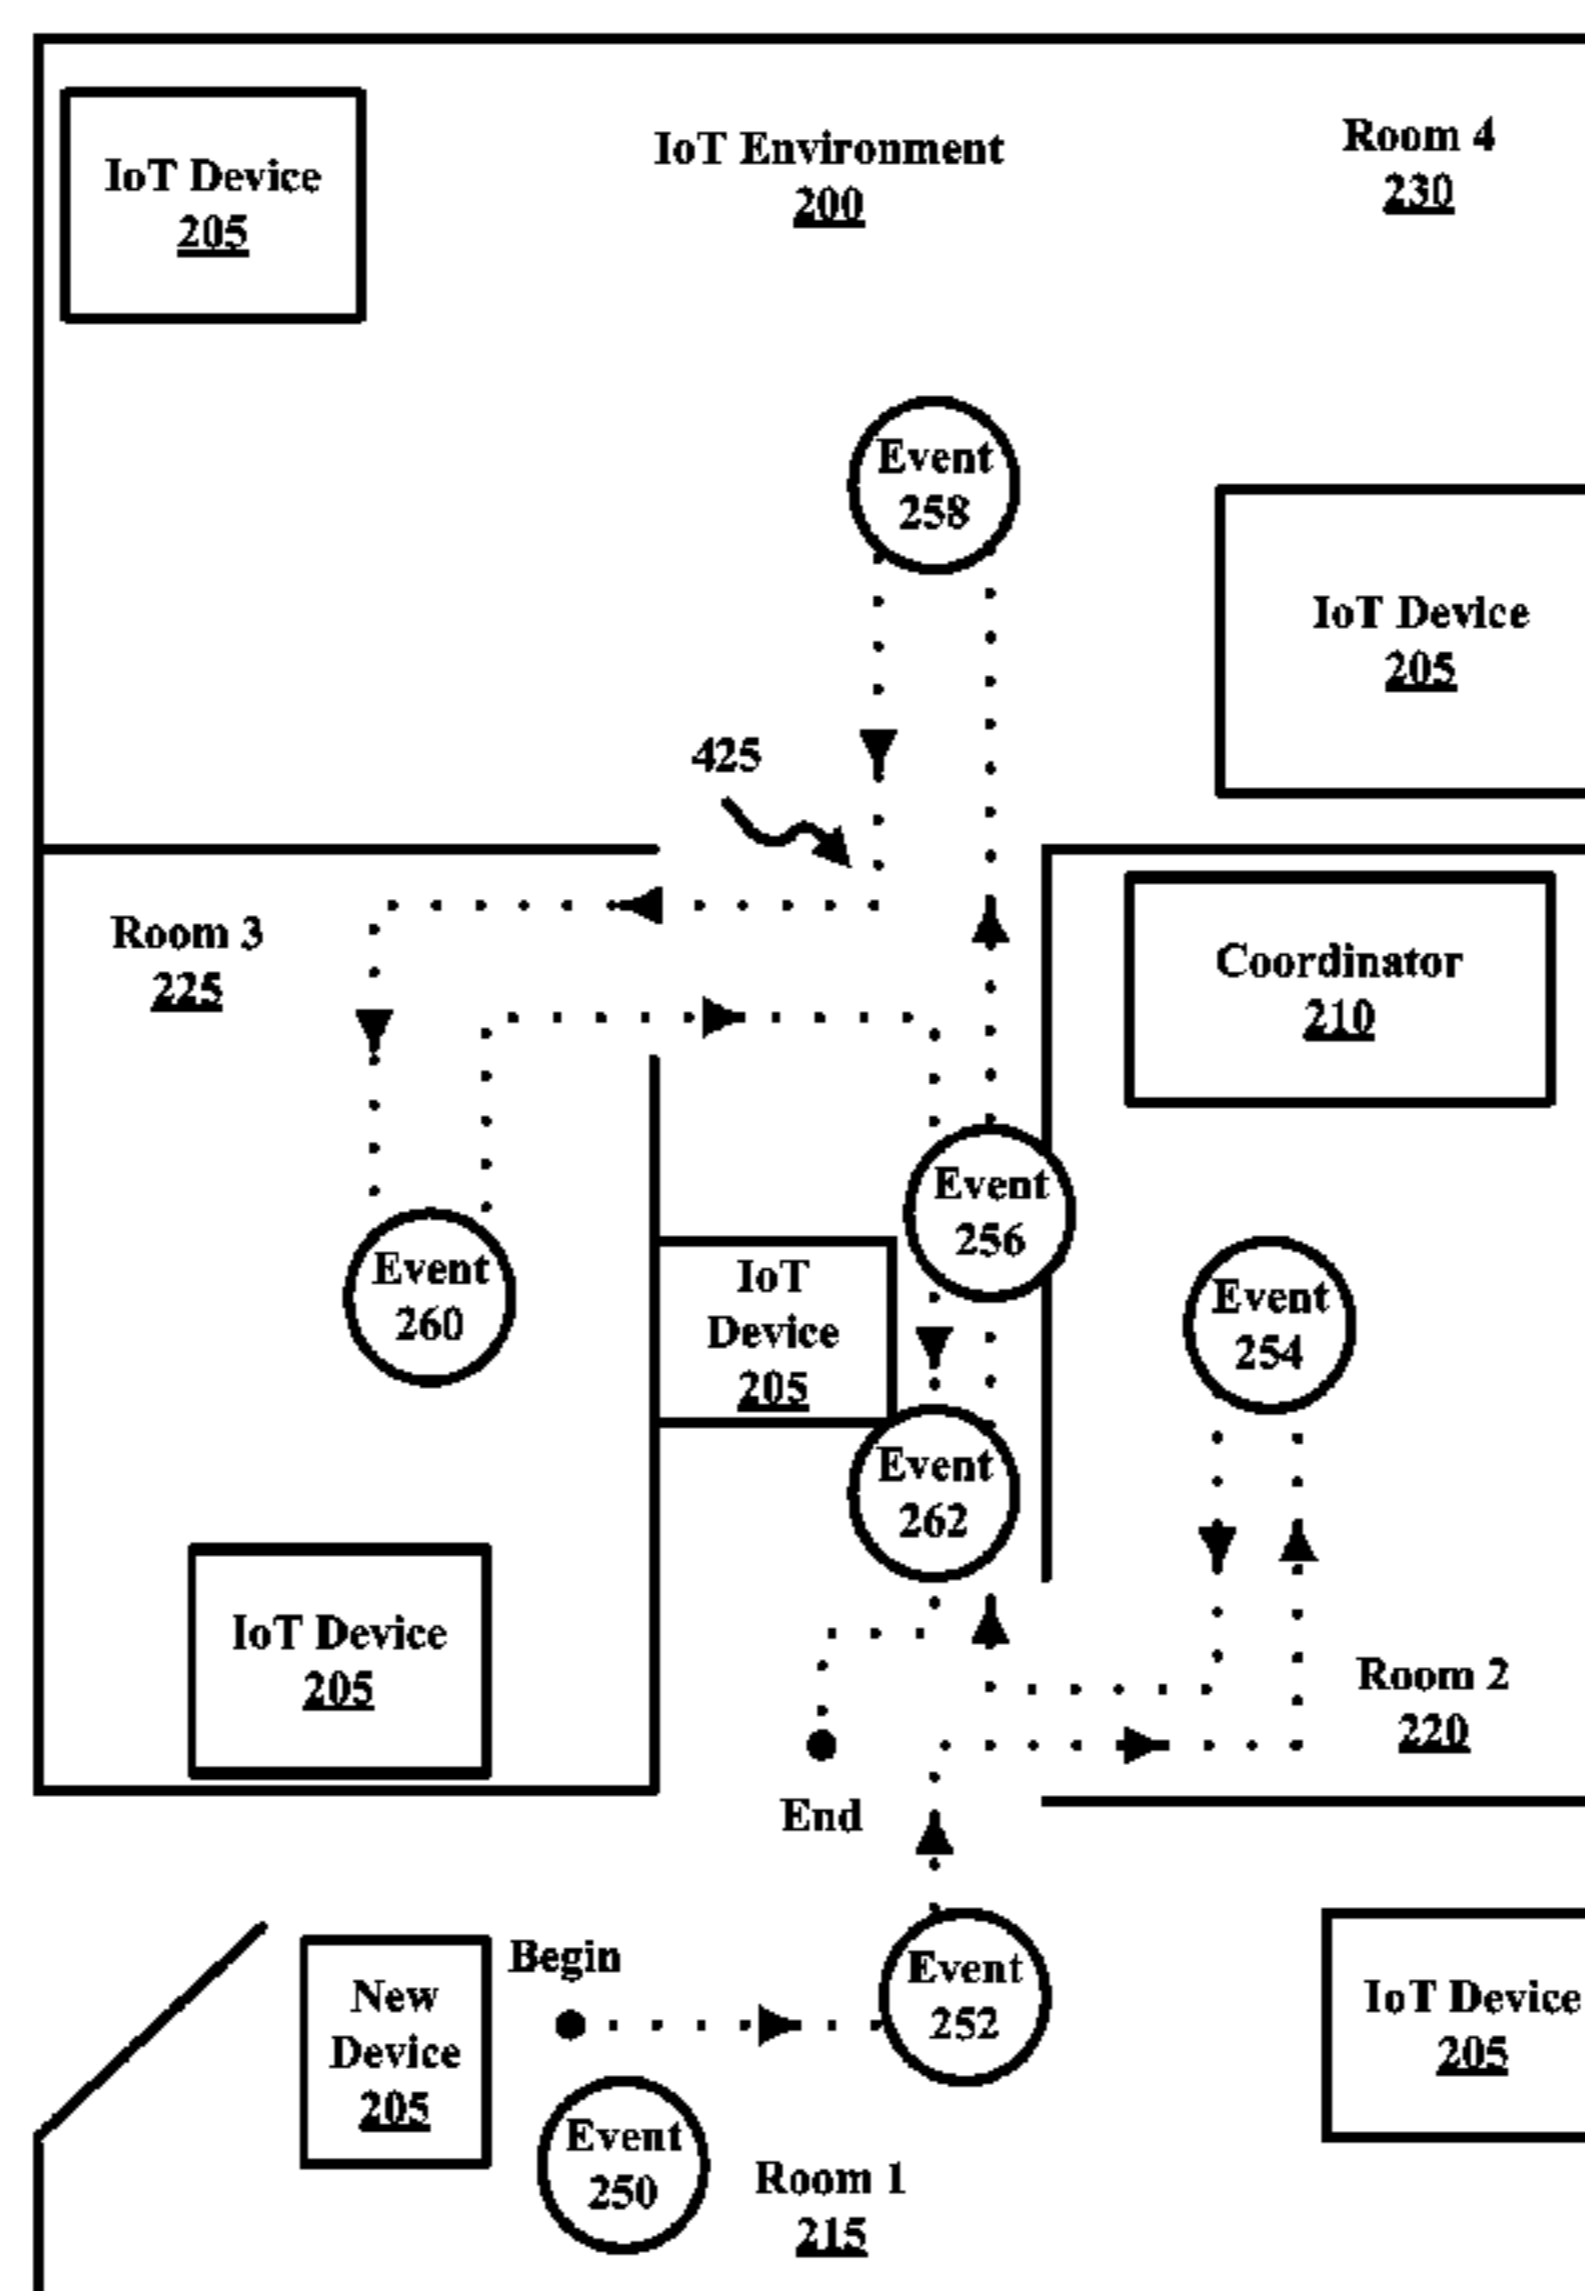 IoT Device
205
IoT Environment
200
Room 4
230
Event
258
IoT Device
205
425
Room 3
225
Coordinator
210
Event
256
Event
260
IoT
Device
205
Event
254
Event
262
IoT Device
205
Room 2
220
End
Begin
New
Device
205
Event
252
IoT Device
205
Event
250
Room 1
215